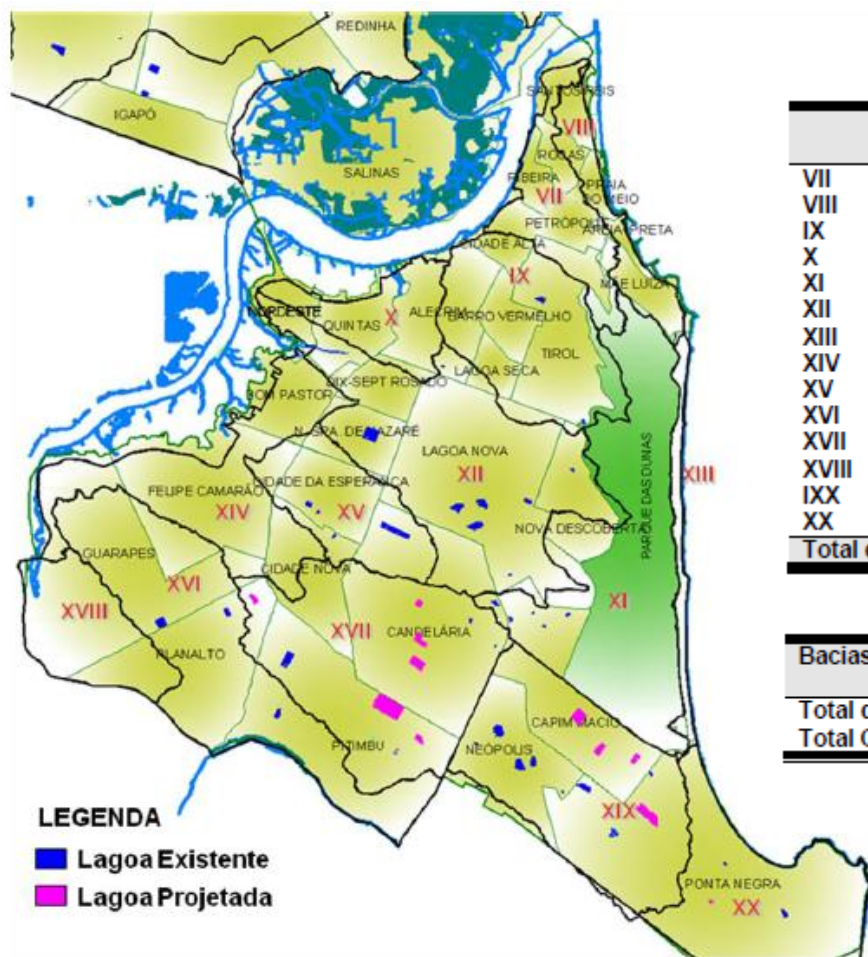 REDINHA
IGAPÓ
SALINAS
SANTOS REIS
VIII
ROCAS
RIBEIRA
PRAIA
DO MEIO
VII
PETRÓPOLIS
AREIA PRETA
CIDADE ALTA
MÃE LUIZA
IX
NORDESTE
QUINTAS
X
ALECRIM
BARRO VERMELHO
TIROL
LAGOA SECA
DIX-SEPT ROSADO
BOM PASTOR
N. SRA. DE NAZARÉ
LAGOA NOVA
XII
PARQUE DAS DUNAS
XIII
CIDADE DA ESPERANÇA
FELIPE CAMARÃO
XIV
XV
NOVA DESCOBERTA
GUARAPES
CIDADE NOVA
XVI
XVIII
XI
XVII
CANDELÁRIA
PLANALTO
CAPIM MACIO
PITIMBU
NEÓPOLIS
XIX
PONTA NEGRA
XX
LEGENDA
Lagoa Existente
Lagoa Projetada
VII
VIII
IX
X
XI
XII
XIII
XIV
XV
XVI
XVII
XVIII
IXX
XX
Total
Bacias
Total
Total